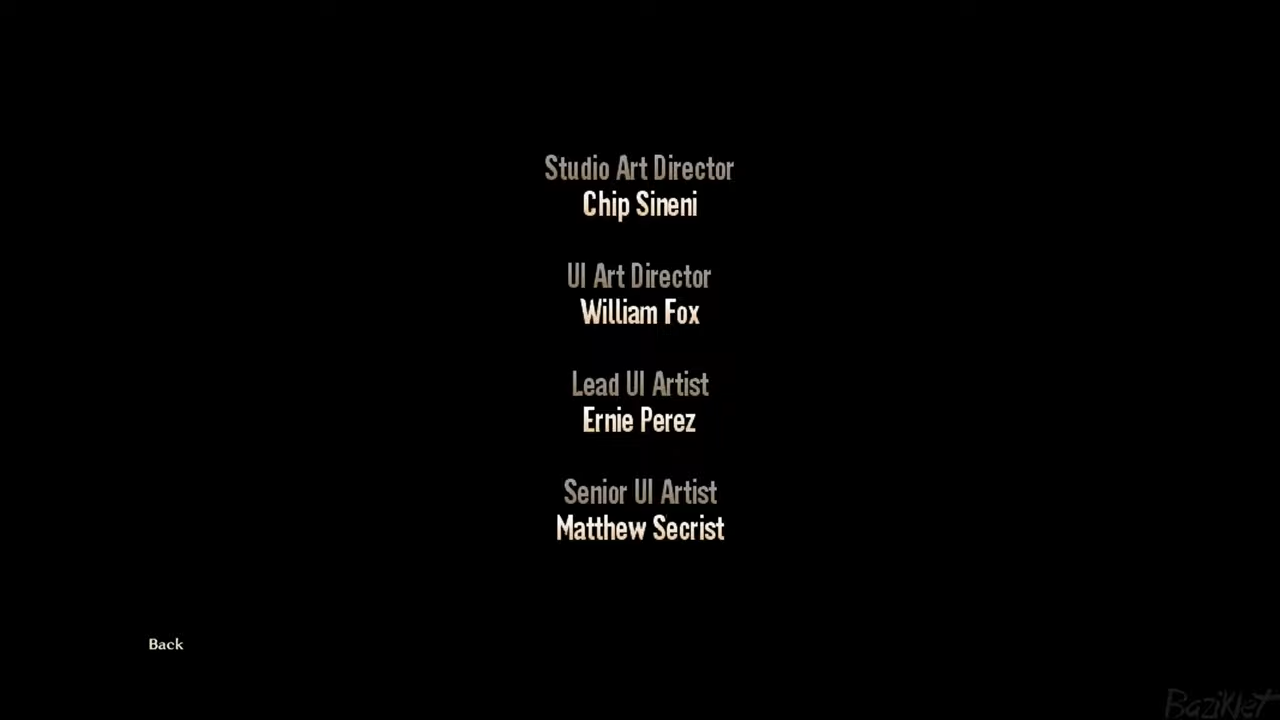 Studio Art Director
Chip Sineni
UI Art Director
William Fox
Lead UI Artist
Ernie Perez
Senior UI Artist
Matthew Secrist
Back
Baziklet